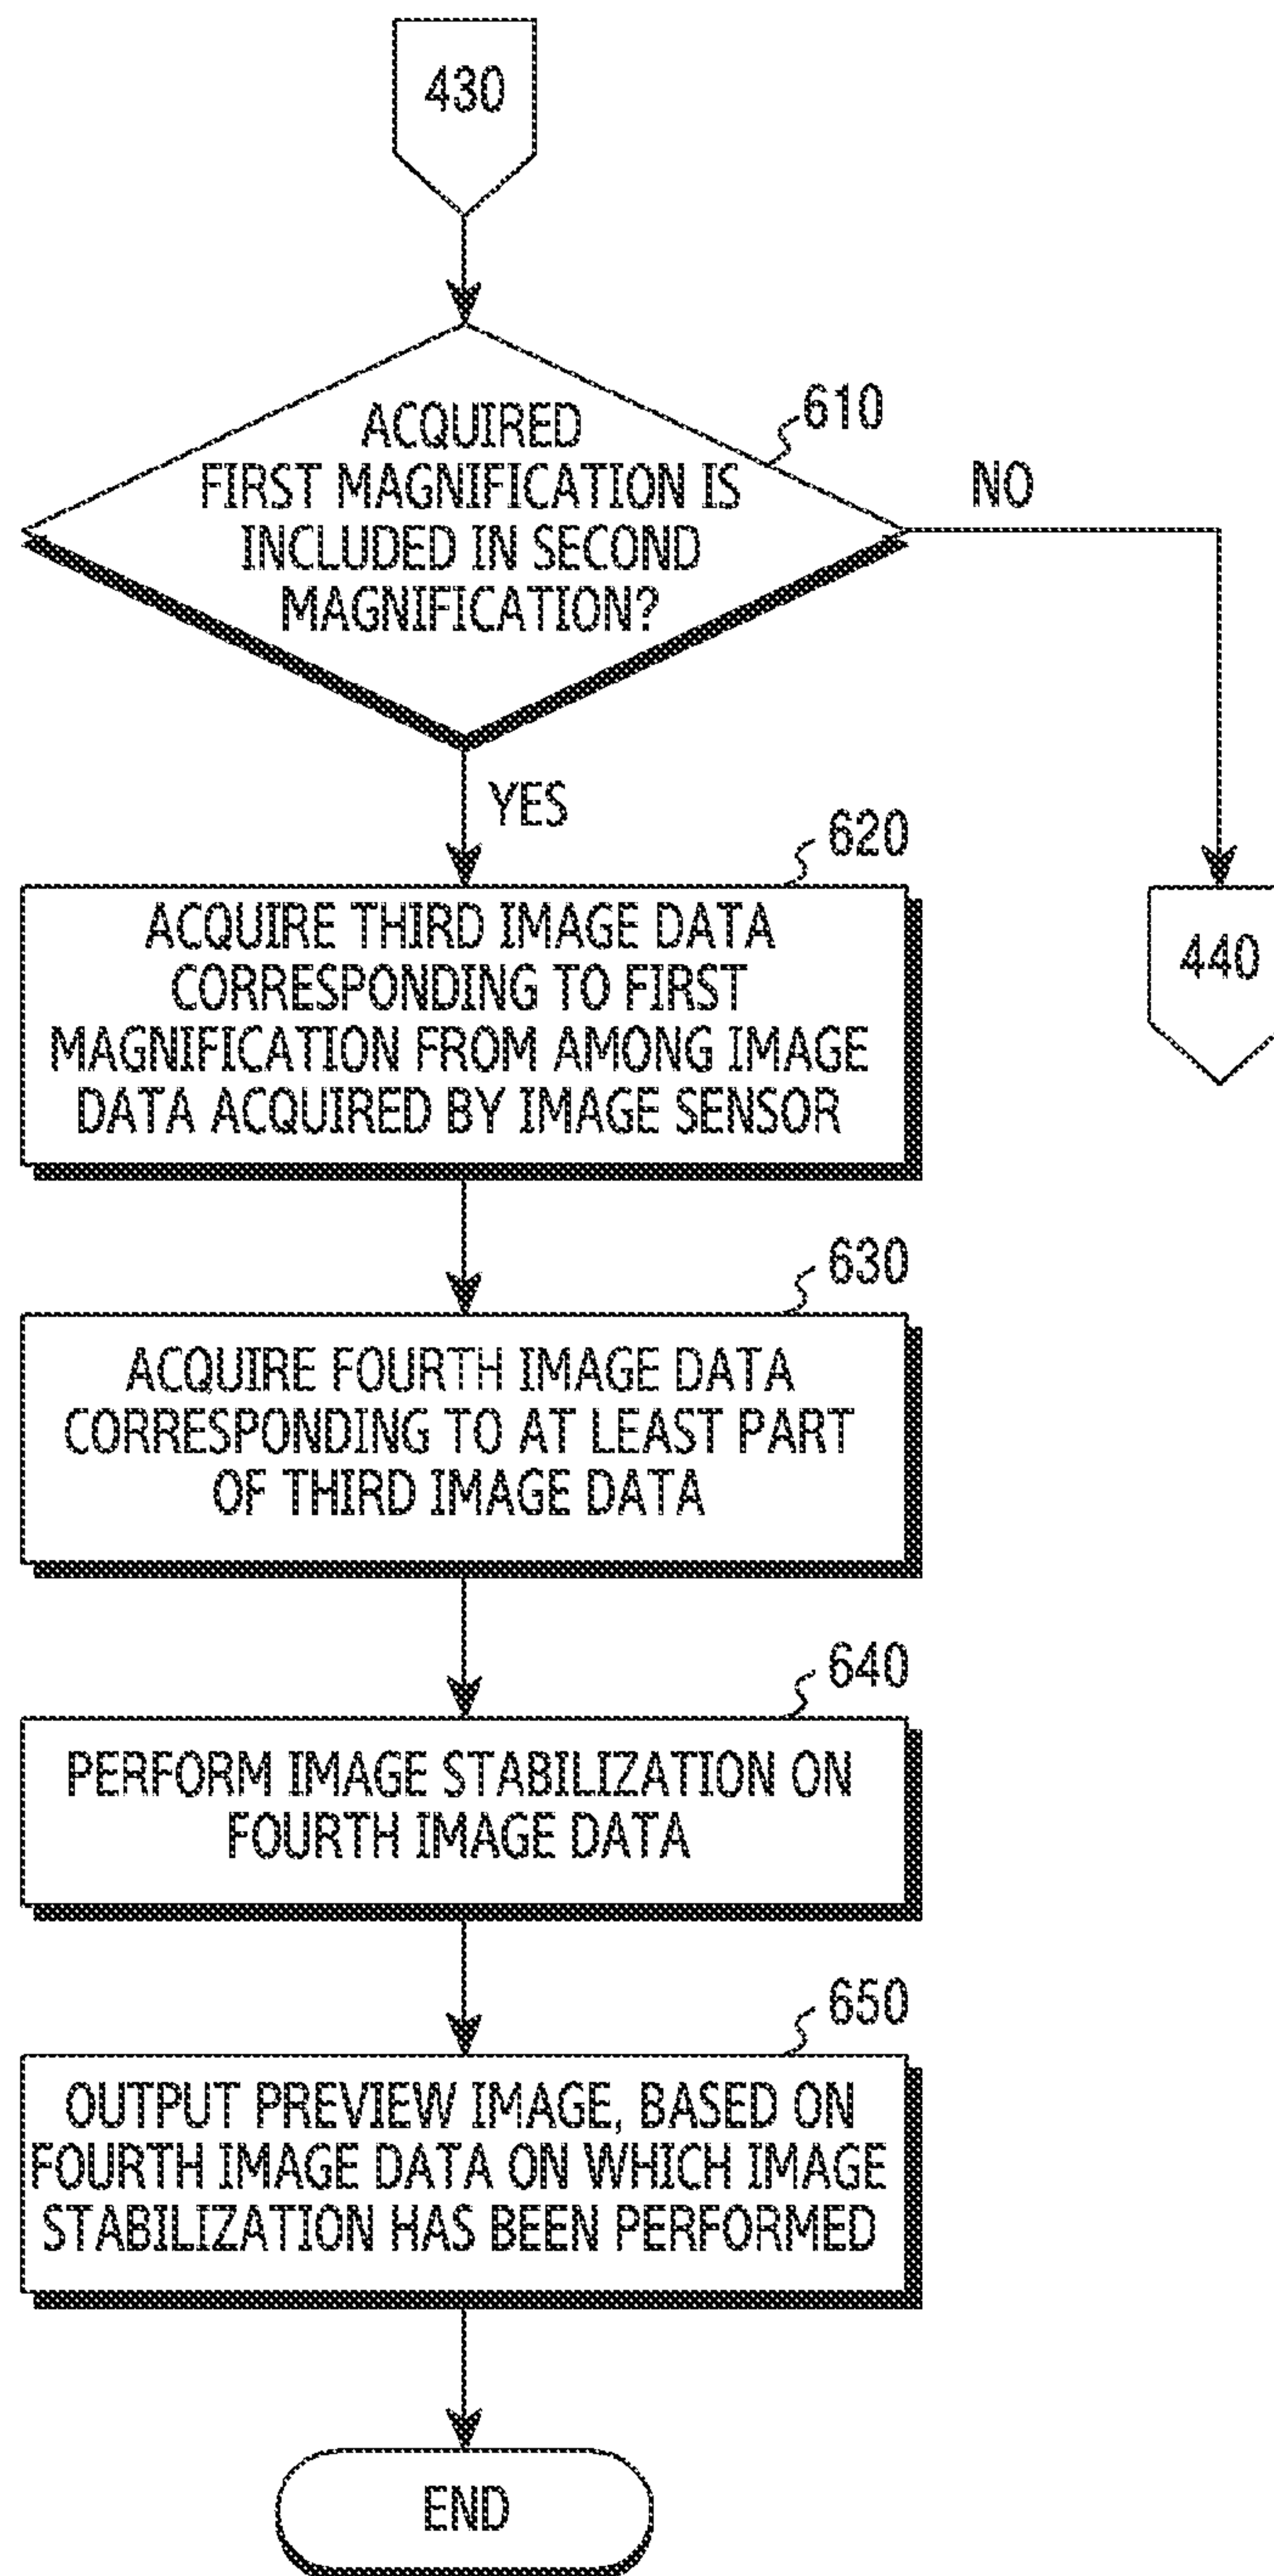 430
ACQUIRED
FIRST MAGNIFICATION IS
INCLUDED IN SECOND
MAGNIFICATION?
610
NO
YES
440
620
ACQUIRE THIRD IMAGE DATA
CORRESPONDING TO FIRST
MAGNIFICATION FROM AMONG IMAGE
DATA ACQUIRED BY IMAGE SENSOR
630
ACQUIRE FOURTH IMAGE DATA
CORRESPONDING TO AT LEAST PART
OF THIRD IMAGE DATA
640
PERFORM IMAGE STABILIZATION ON
FOURTH IMAGE DATA
650
OUTPUT PREVIEW IMAGE, BASED ON
FOURTH IMAGE DATA ON WHICH IMAGE
STABILIZATION HAS BEEN PERFORMED
END